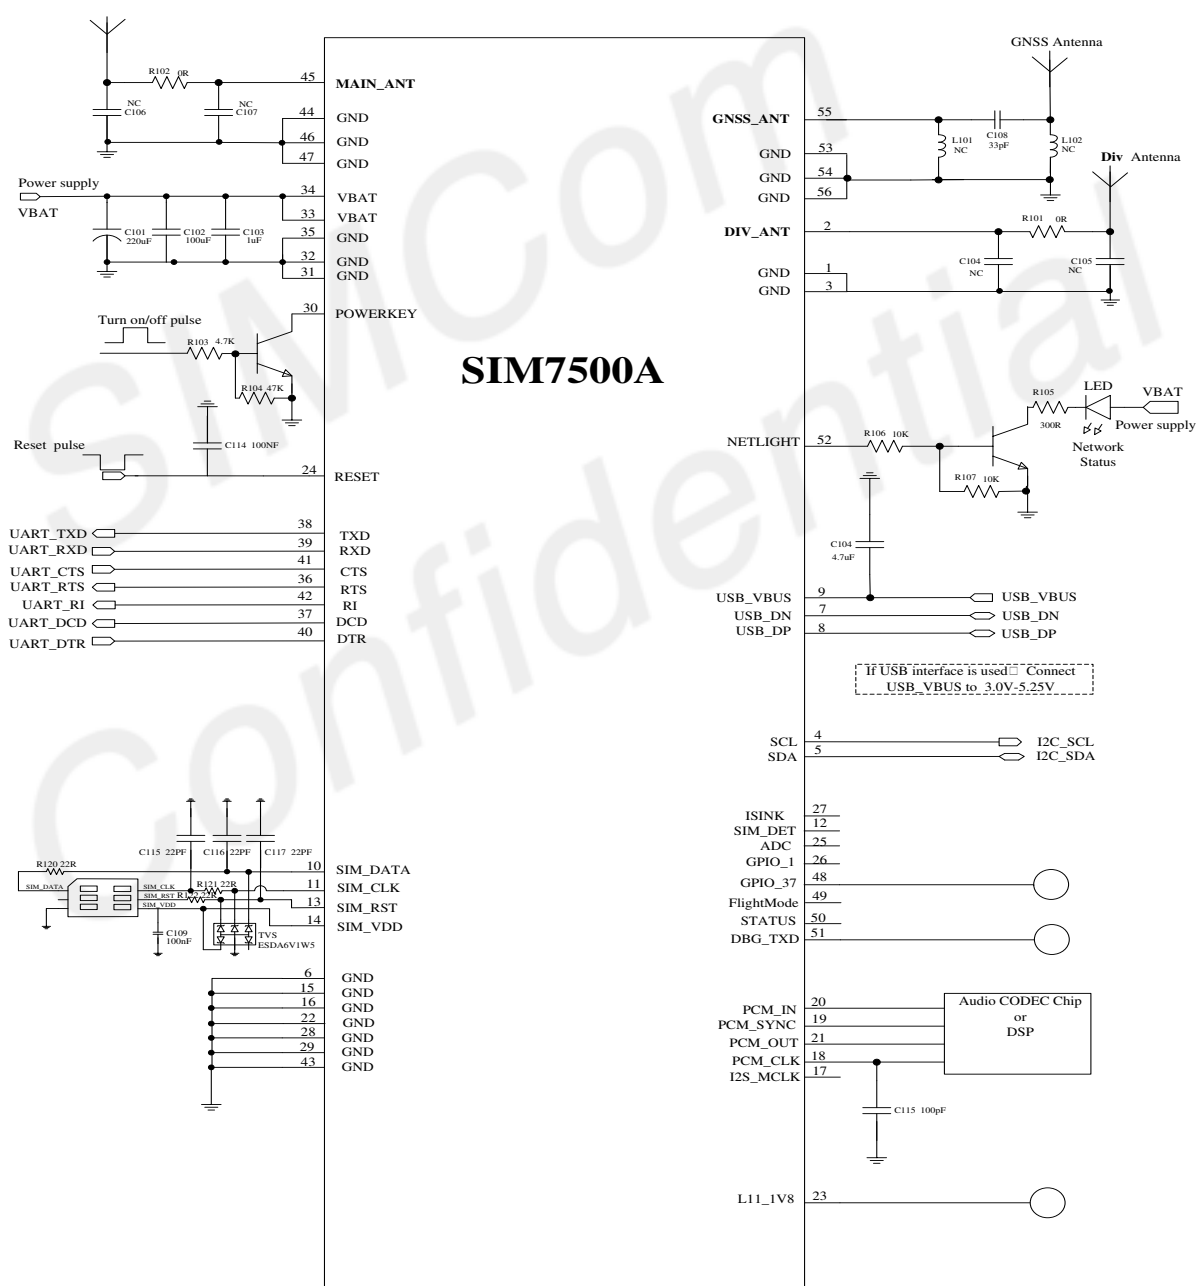 SIMCom
Confidential
R102 0R
NC
C106
NC
C107
45 MAIN_ANT
44 GND
46 GND
47 GND
Power supply
VBAT
C101
220uF
C102
100uF
C103
1uF
34 VBAT
33 VBAT
35 GND
32 GND
31 GND
30 POWERKEY
Turn on/off pulse
R103 4.7K
R104 47K
C114 100NF
Reset pulse
24 RESET
UART_TXD 38 TXD
UART_RXD 39 RXD
UART_CTS 41 CTS
UART_RTS 36 RTS
UART_RI 42 RI
UART_DCD 37 DCD
UART_DTR 40 DTR
C115 22PF
C116 22PF
C117 22PF
R120 22R
SIM_DATA
SIM_CLK
SIM_RST
SIM_VDD
R121 22R
C109
100nF
TVS
ESDA6V1W5
10 SIM_DATA
11 SIM_CLK
13 SIM_RST
14 SIM_VDD
6 GND
15 GND
16 GND
22 GND
28 GND
29 GND
43 GND
SIM7500A
GNSS Antenna
GNSS_ANT 55
C108
33pF
L101
NC
L102
NC
GND 53
GND 54
GND 56
Div Antenna
DIV_ANT 2
R101 0R
C104
NC
C105
NC
GND 1
GND 3
LED
VBAT
Power supply
R105
300R
Network
Status
NETLIGHT 52
R106 10K
R107 10K
C104
4.7uF
USB_VBUS 9 USB_VBUS
USB_DN 7 USB_DN
USB_DP 8 USB_DP
If USB interface is used□ Connect
USB_VBUS to 3.0V-5.25V
SCL 4 I2C_SCL
SDA 5 I2C_SDA
ISINK 27
SIM_DET 12
ADC 25
GPIO_1 26
GPIO_37 48
FlightMode 49
STATUS 50
DBG_TXD 51
PCM_IN 20
PCM_SYNC 19
PCM_OUT 21
PCM_CLK 18
I2S_MCLK 17
Audio CODEC Chip
or
DSP
C115 100pF
L11_1V8 23